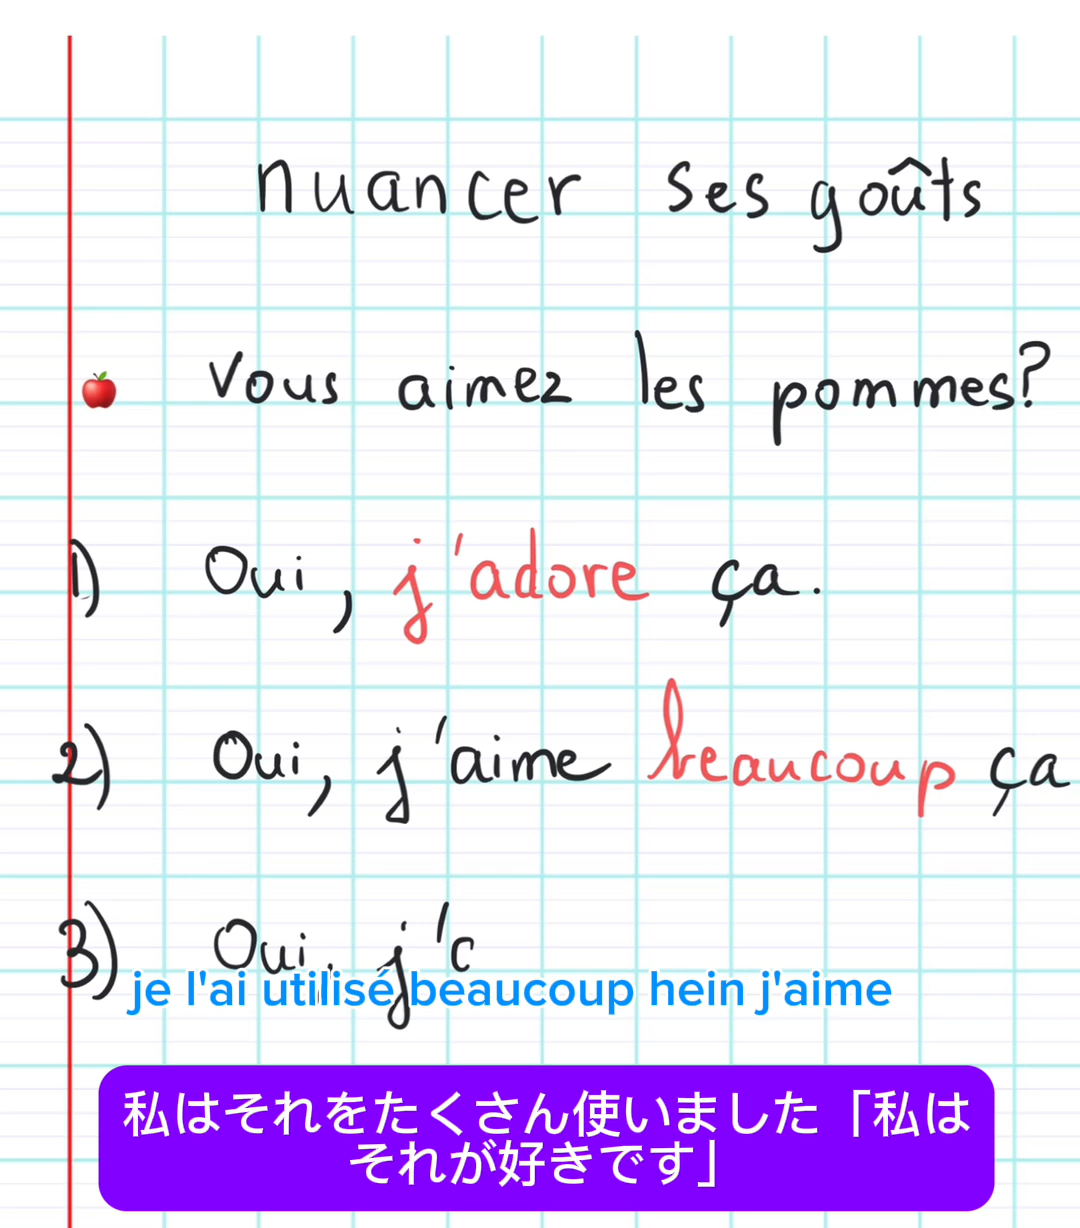 nuancer ses goûts
Vous aimez les pommes?
1) Oui, j'adore ça.
2) Oui, j'aime beaucoup ça
3) Oui, j'c
je l'ai utilisé beaucoup hein j'aime
私はそれをたくさん使いました「私は
それが好きです」